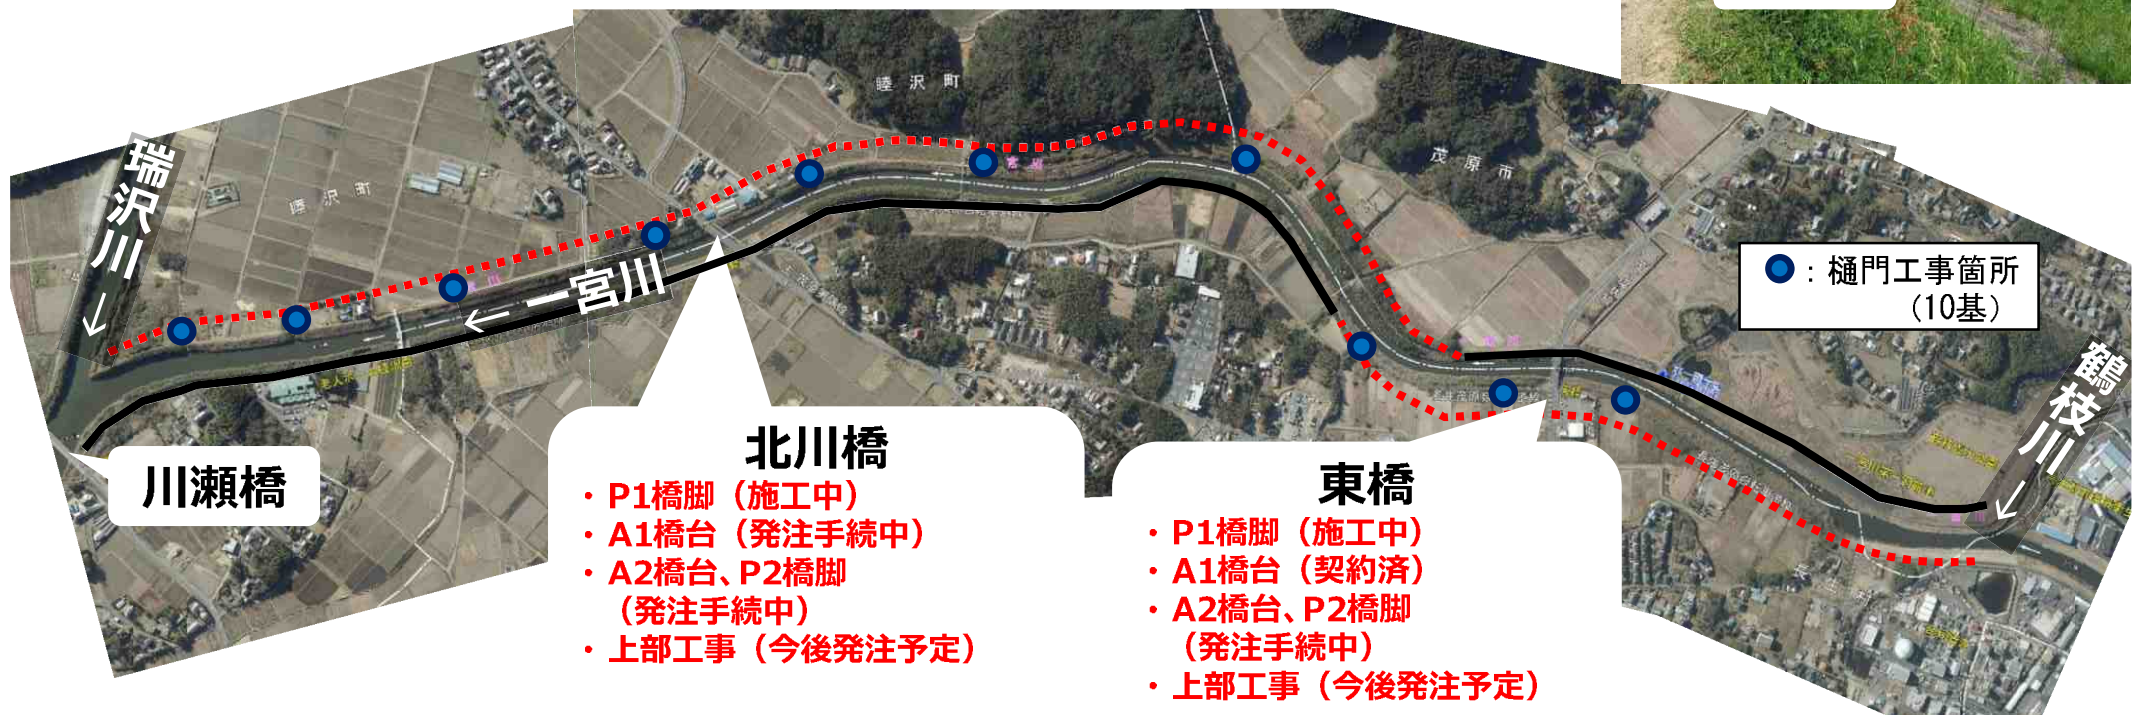 瑞沢川
睦沢町
睦沢町
茂原市
一宮川
鶴枝川
：樋門工事箇所
（10基）
川瀬橋
北川橋
・P1橋脚（施工中）
・A1橋台（発注手続中）
・A2橋台、P2橋脚
（発注手続中）
・上部工事（今後発注予定）
東橋
・P1橋脚（施工中）
・A1橋台（契約済）
・A2橋台、P2橋脚
（発注手続中）
・上部工事（今後発注予定）